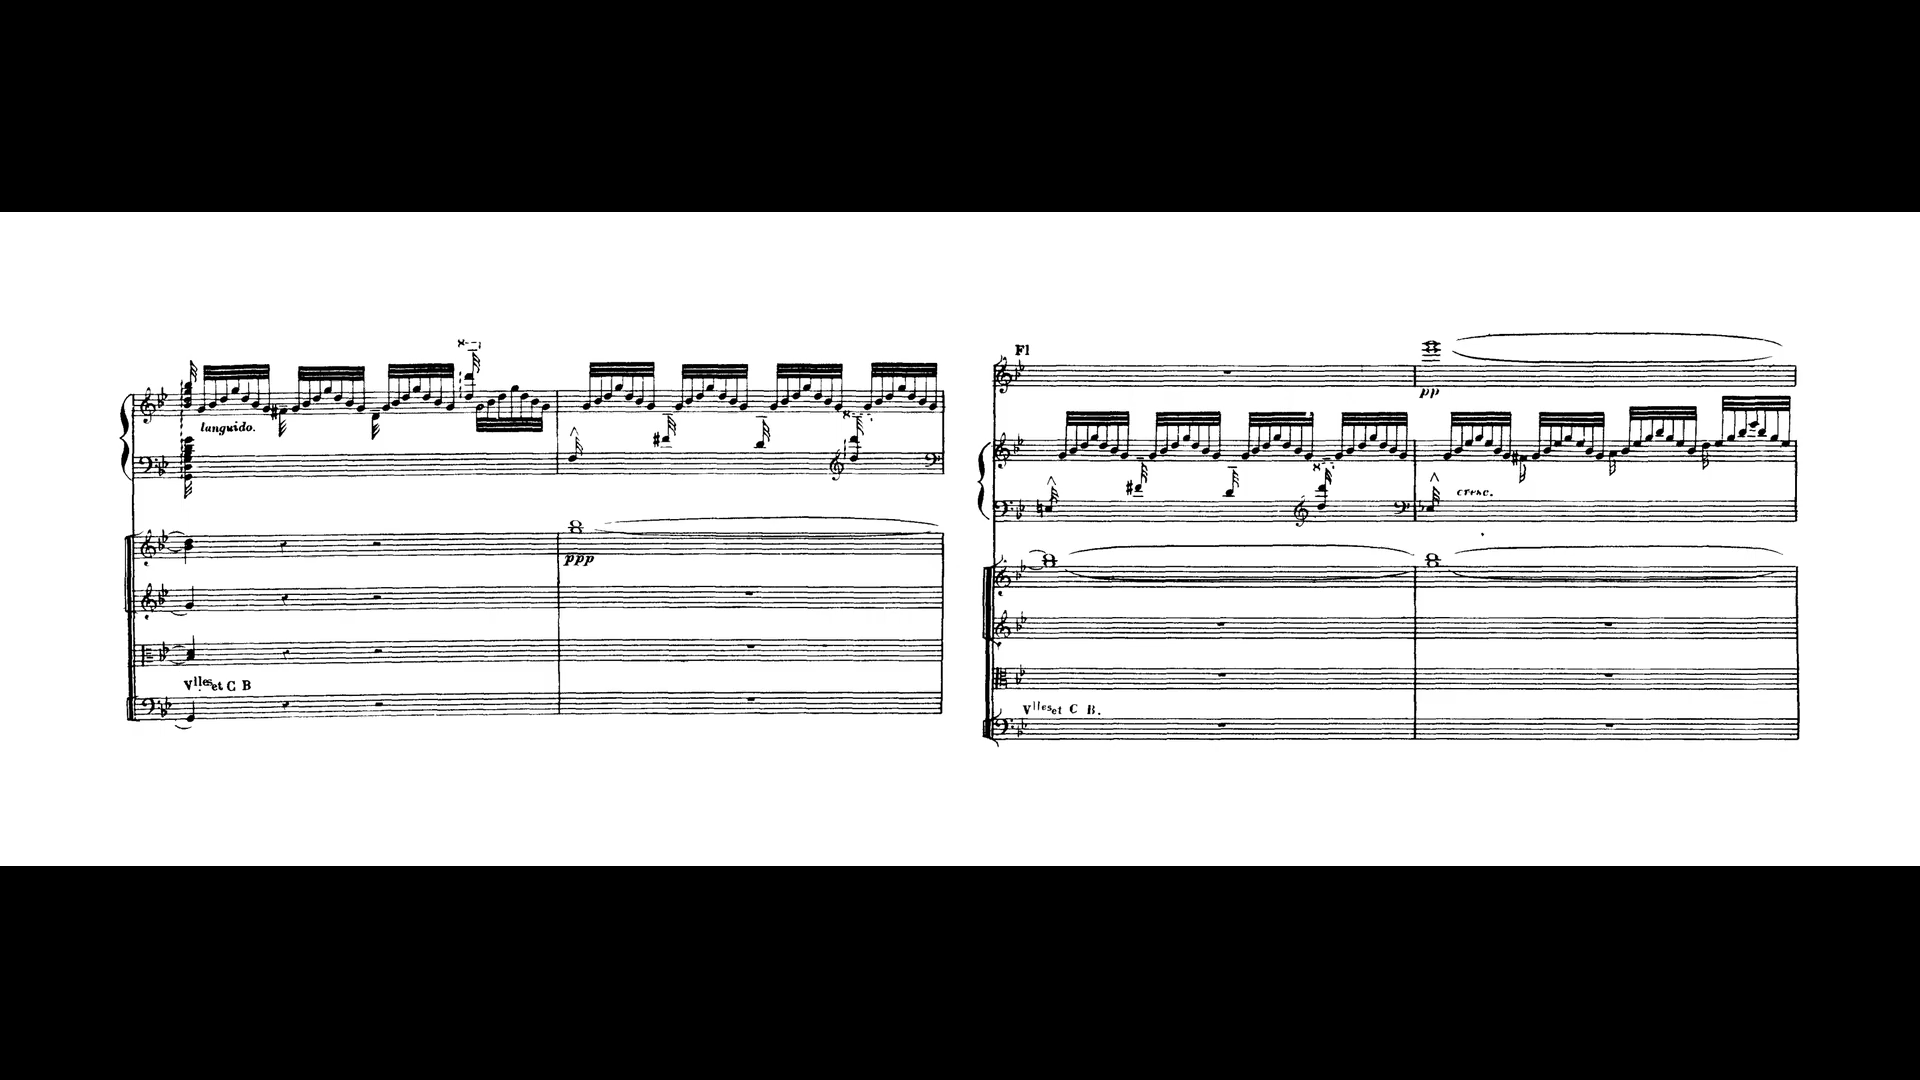 languido.
ppp
Vlles et C B
Fl
pp
cresc.
Vlles et C B.